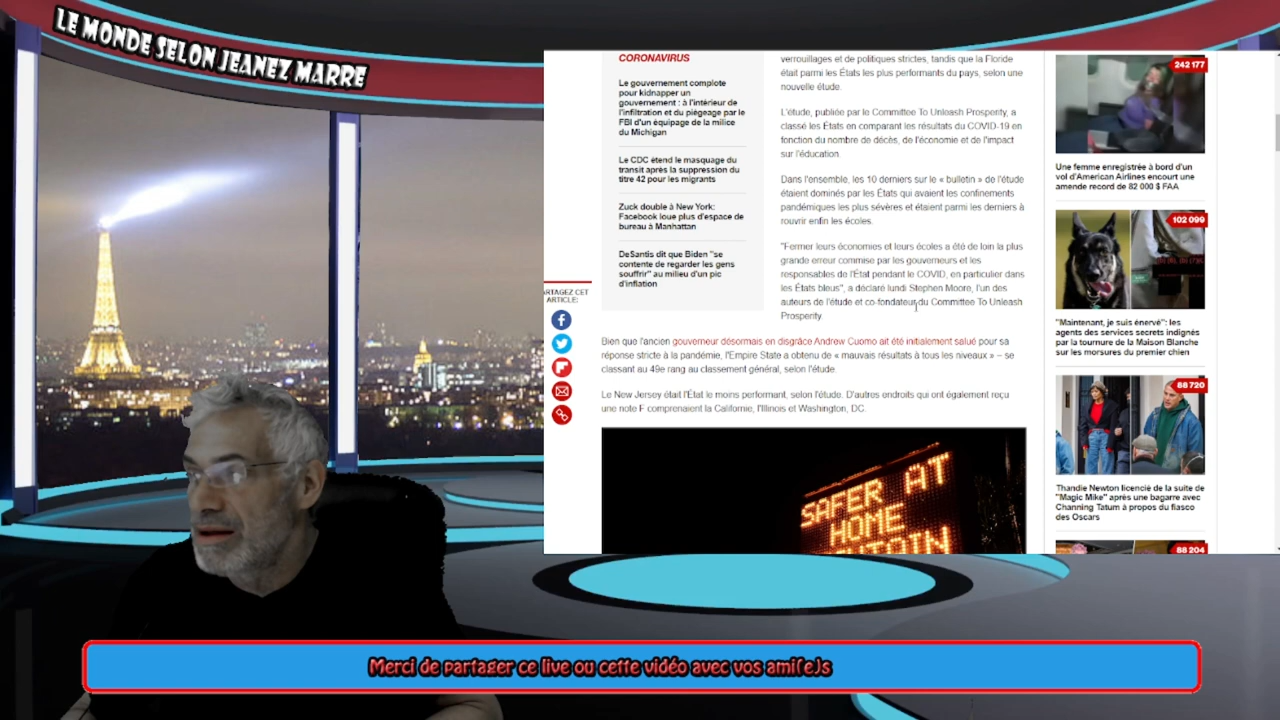 LE MONDE SELON JEANEZ MARRE
CORONAVIRUS
Le gouvernement complote
pour kidnapper un
gouvernement : à l'intérieur de
l'infiltration et du piégeage par le
FBI d'un équipage de la milice
du Michigan
Le CDC étend le masquage du
transit après la suppression du
titre 42 pour les migrants
Zuck double à New York:
Facebook loue plus d'espace de
bureau à Manhattan
DeSantis dit que Biden "se
contente de regarder les gens
souffrir" au milieu d'un pic
d'inflation
ARTAGEZ CET
ARTICLE:
verrouillages et de politiques strictes, tandis que la Floride
était parmi les États les plus performants du pays, selon une
nouvelle étude.
L'étude, publiée par le Committee To Unleash Prosperity, a
classé les États en comparant les résultats du COVID-19 en
fonction du nombre de décès, de l'économie et de l'impact
sur l'éducation.
Dans l'ensemble, les 10 derniers sur le « bulletin » de l'étude
étaient dominés par les États qui avaient les confinements
pandémiques les plus sévères et étaient parmi les derniers à
rouvrir enfin les écoles.
"Fermer leurs économies et leurs écoles a été de loin la plus
grande erreur commise par les gouverneurs et les
responsables de l'État pendant le COVID, en particulier dans
les États bleus", a déclaré lundi Stephen Moore, l'un des
auteurs de l'étude et co-fondateur du Committee To Unleash
Prosperity.
Bien que l'ancien gouverneur désormais en disgrâce Andrew Cuomo ait été initialement salué pour sa
réponse stricte à la pandémie, l'Empire State a obtenu de « mauvais résultats à tous les niveaux » – se
classant au 49e rang au classement général, selon l'étude.
Le New Jersey était l'État le moins performant, selon l'étude. D'autres endroits qui ont également reçu
une note F comprenaient la Californie, l'Illinois et Washington, DC.
SAFER AT
HOME
242 177
Une femme enregistrée à bord d'un
vol d'American Airlines encourt une
amende record de 82 000 $ FAA
102 099
"Maintenant, je suis énervé": les
agents des services secrets indignés
par la tournure de la Maison Blanche
sur les morsures du premier chien
88 720
Thandie Newton licencié de la suite de
"Magic Mike" après une bagarre avec
Channing Tatum à propos du fiasco
des Oscars
88 204
Merci de partager ce live ou cette vidéo avec vos ami(e)s